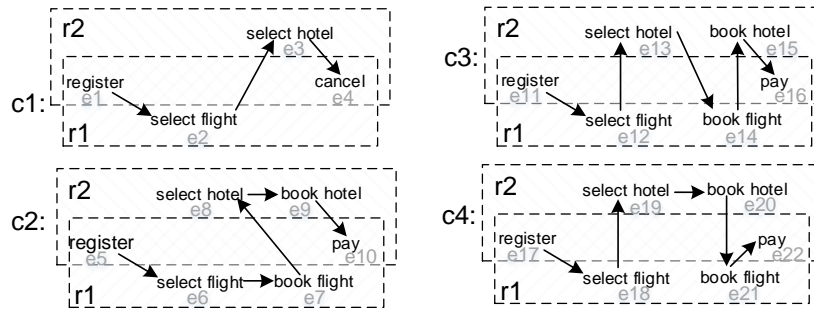 r2
select hotel
e3
register
e1
cancel
e4
c1:
select flight
e2
r1
r2
select hotel
e13
book hotel
e15
c3:
register
e11
pay
e16
select flight
e12
book flight
e14
r1
r2
select hotel
e8
book hotel
e9
c2:
register
e5
pay
e10
select flight
e6
book flight
e7
r1
r2
select hotel
e19
book hotel
e20
c4:
register
e17
pay
e22
select flight
e18
book flight
e21
r1